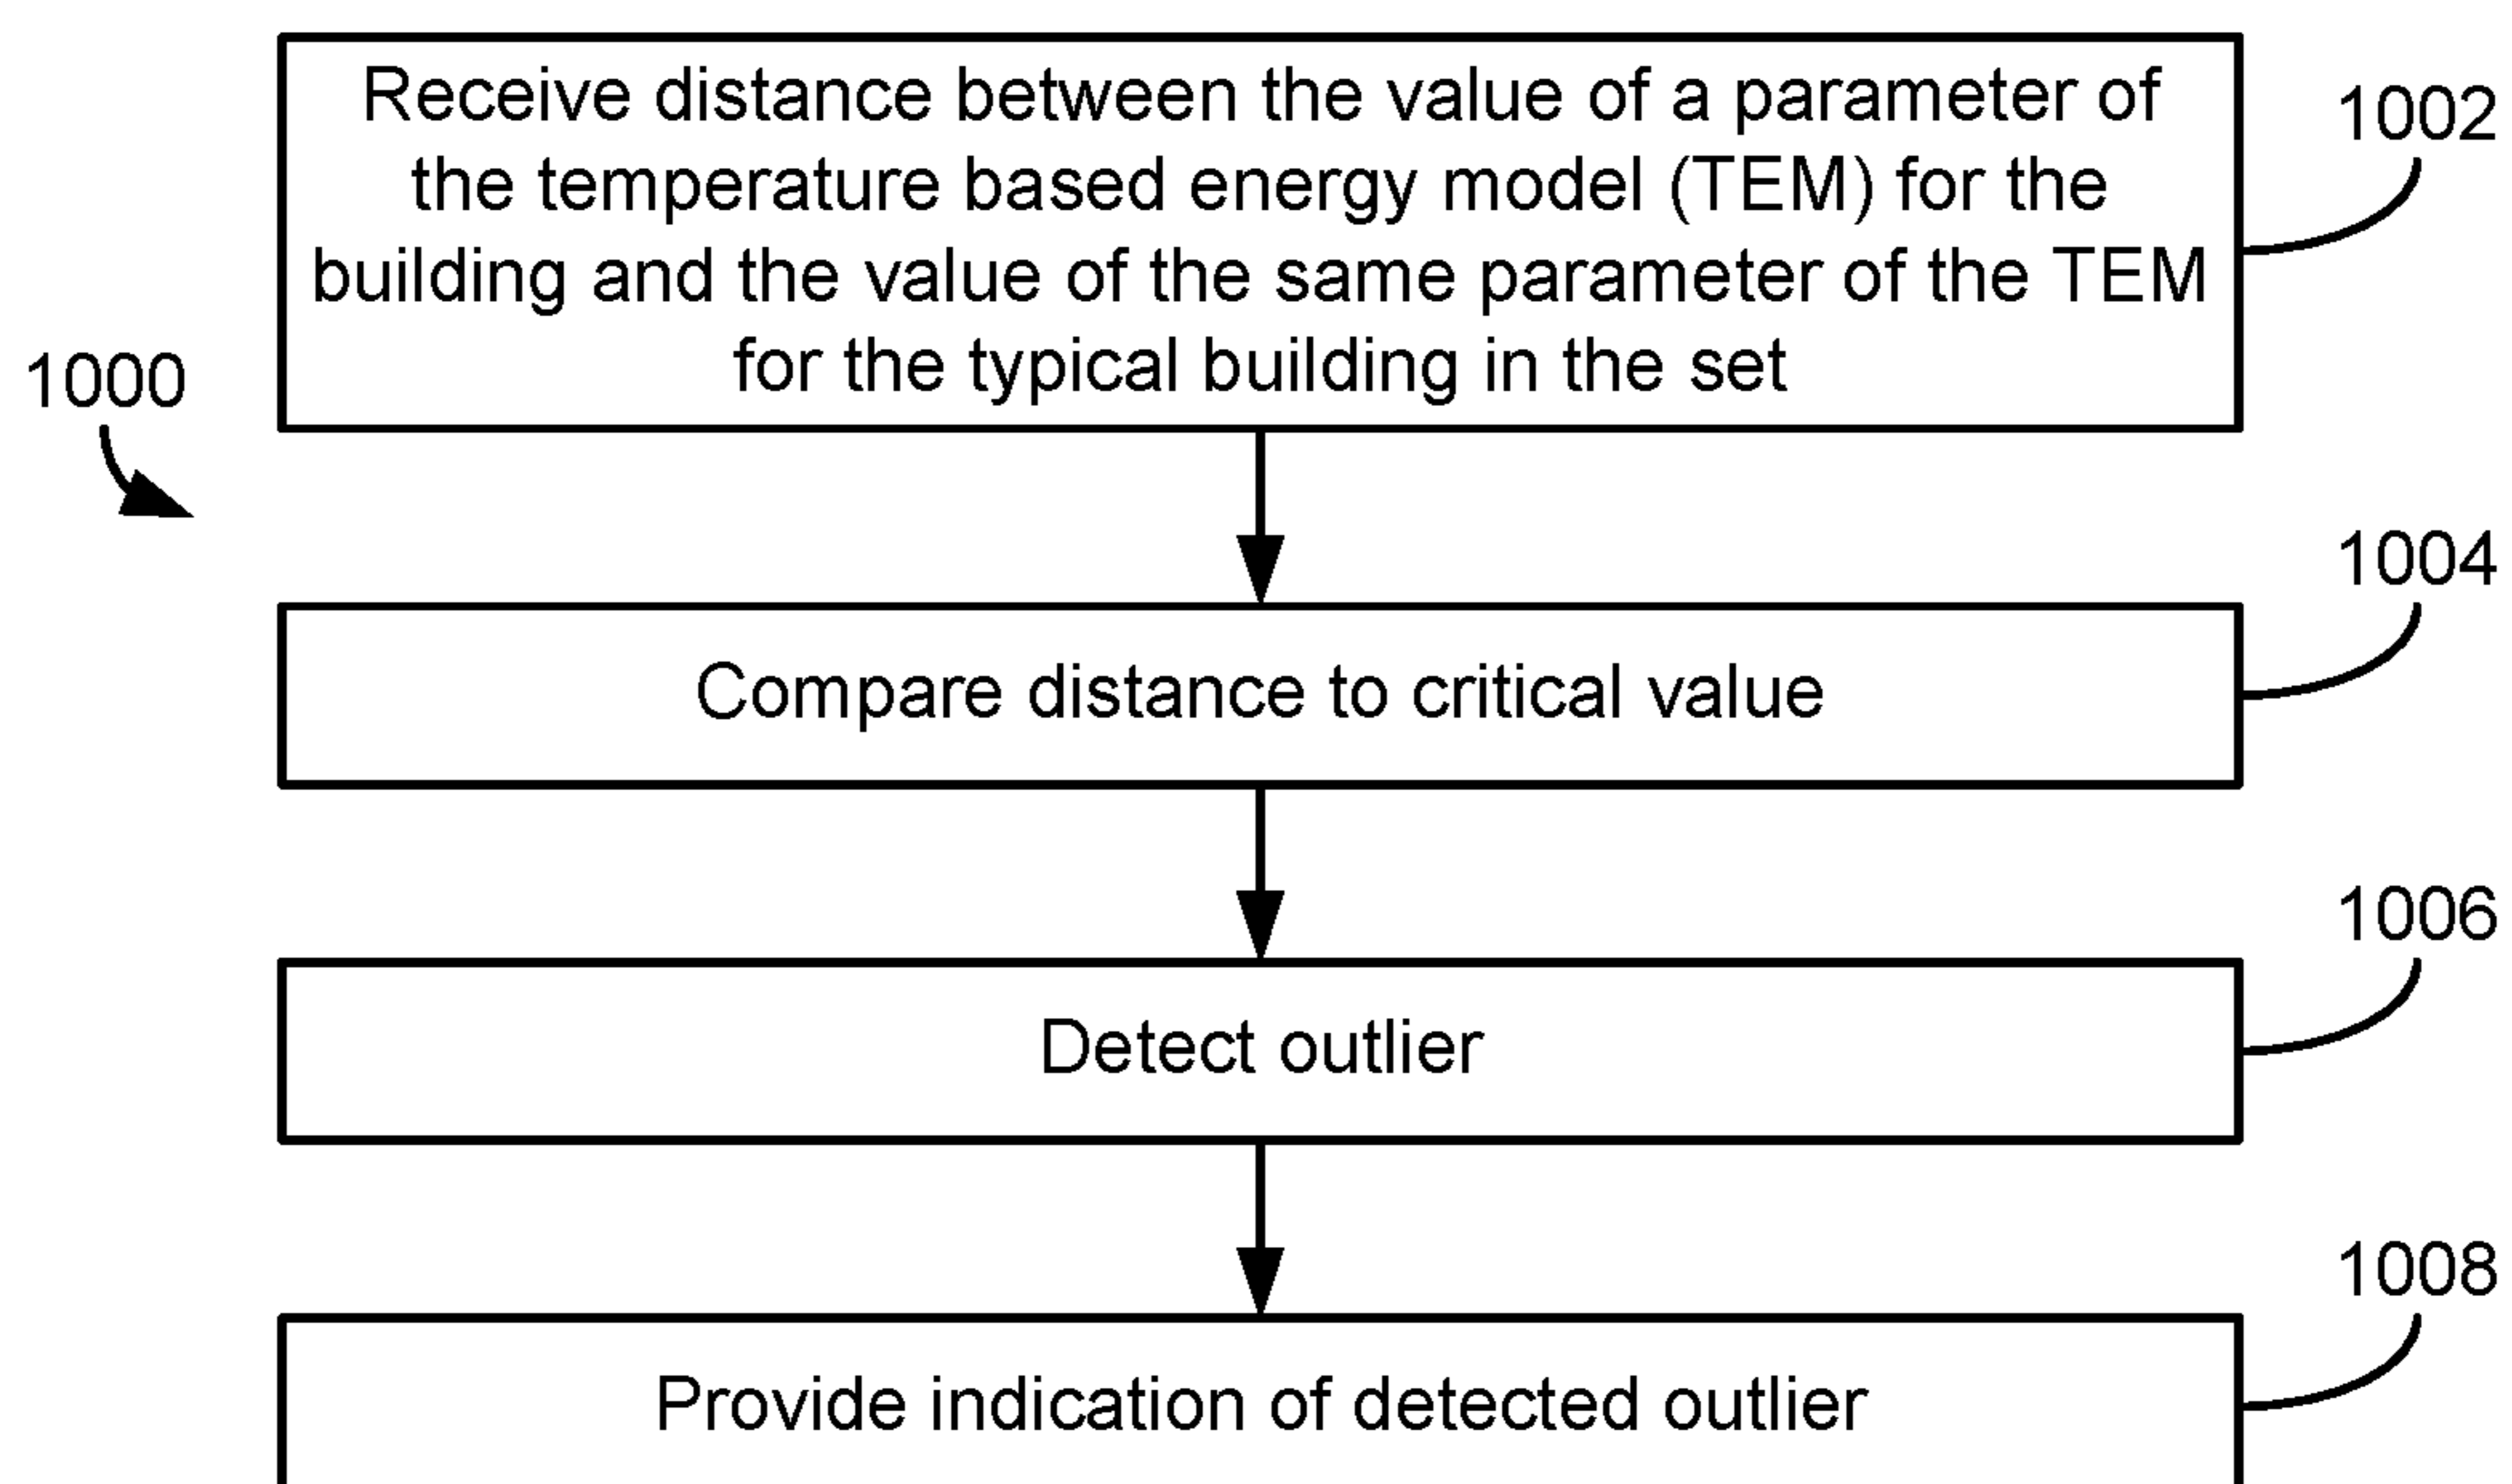 Receive distance between the value of a parameter of
the temperature based energy model (TEM) for the
building and the value of the same parameter of the TEM
for the typical building in the set
1002
1000
1004
Compare distance to critical value
1006
Detect outlier
1008
Provide indication of detected outlier